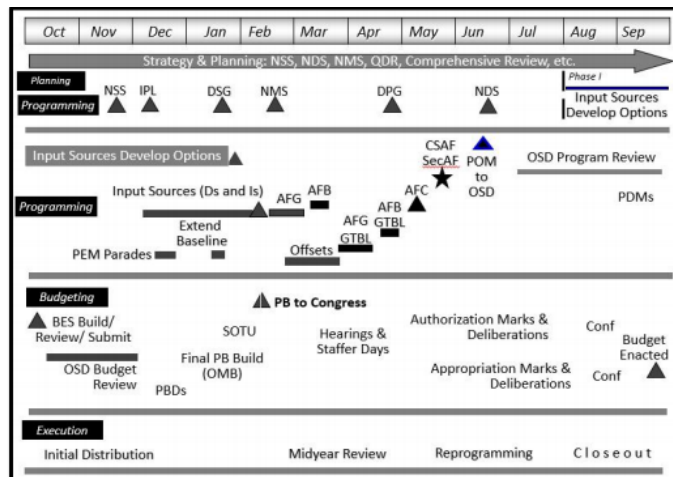 Oct Nov Dec Jan Feb Mar Apr May Jun Jul Aug Sep
Strategy & Planning: NSS, NDS, NMS, QDR, Comprehensive Review, etc.
Planning
Programming
NSS IPL DSG NMS DPG NDS
Phase I
Input Sources
Develop Options
Input Sources Develop Options
CSAF
SecAF
POM
to
OSD
OSD Program Review
Programming
Input Sources (Ds and Is)
AFG
AFB
AFC
PDMs
Extend
Baseline
AFG
GTBL
AFB
GTBL
PEM Parades
Offsets
Budgeting
PB to Congress
BES Build/
Review/ Submit
SOTU
Hearings &
Staffer Days
Authorization Marks &
Deliberations
Conf
Budget
Enacted
OSD Budget
Review
Final PB Build
(OMB)
Appropriation Marks &
Deliberations
Conf
PBDs
Execution
Initial Distribution Midyear Review Reprogramming Closeout